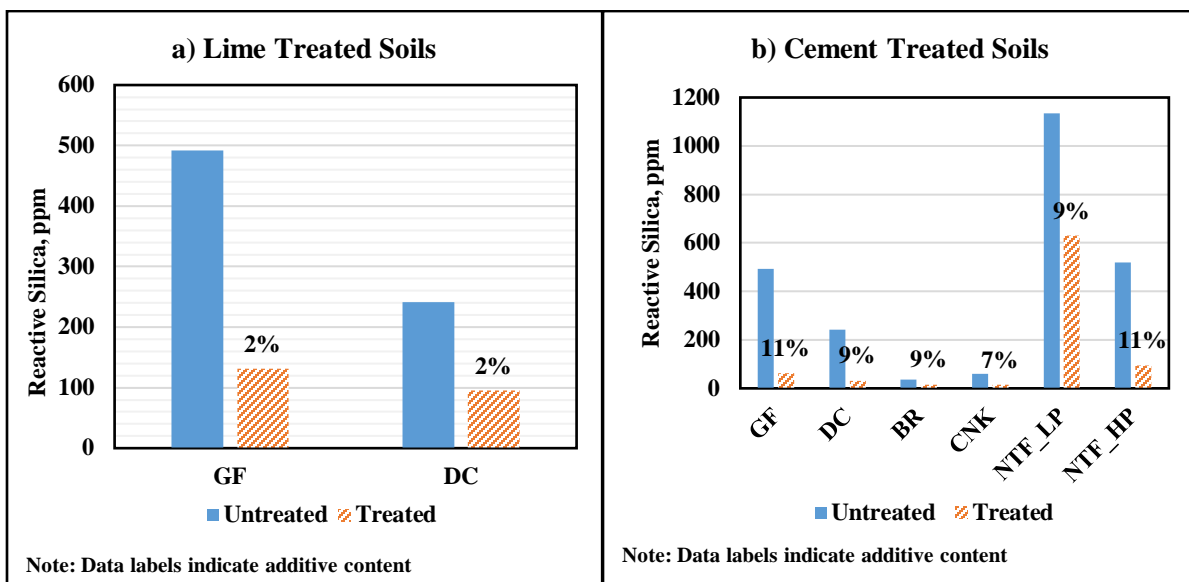 a) Lime Treated Soils
Reactive Silica, ppm
600
500
400
300
200
100
0
2%
2%
GF DC
Untreated Treated
Note: Data labels indicate additive content
b) Cement Treated Soils
Reactive Silica, ppm
1200
1000
800
600
400
200
0
11% 9% 9% 7% 9% 11%
GF DC BR CNK NTF_LP NTF_HP
Untreated Treated
Note: Data labels indicate additive content